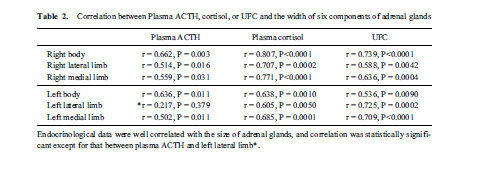 Table 2. Correlation between Plasma ACTH, cortisol, or UFC and the width of six components of adrenal glands
Plasma ACTH Plasma cortisol UFC
Right body r = 0.662, P = 0.003 r = 0.807, P<0.0001 r = 0.739, P<0.0001
Right lateral limb r = 0.514, P = 0.016 r = 0.707, P = 0.0002 r = 0.588, P = 0.0042
Right medial limb r = 0.559, P = 0.031 r = 0.771, P<0.0001 r = 0.636, P = 0.0004
Left body r = 0.636, P = 0.011 r = 0.638, P = 0.0010 r = 0.536, P = 0.0090
Left lateral limb *r = 0.217, P = 0.379 r = 0.605, P = 0.0050 r = 0.725, P = 0.0002
Left medial limb r = 0.502, P = 0.011 r = 0.685, P = 0.0001 r = 0.709, P<0.0001
Endocrinological data were well correlated with the size of adrenal glands, and correlation was statistically signifi-
cant except for that between plasma ACTH and left lateral limb*.